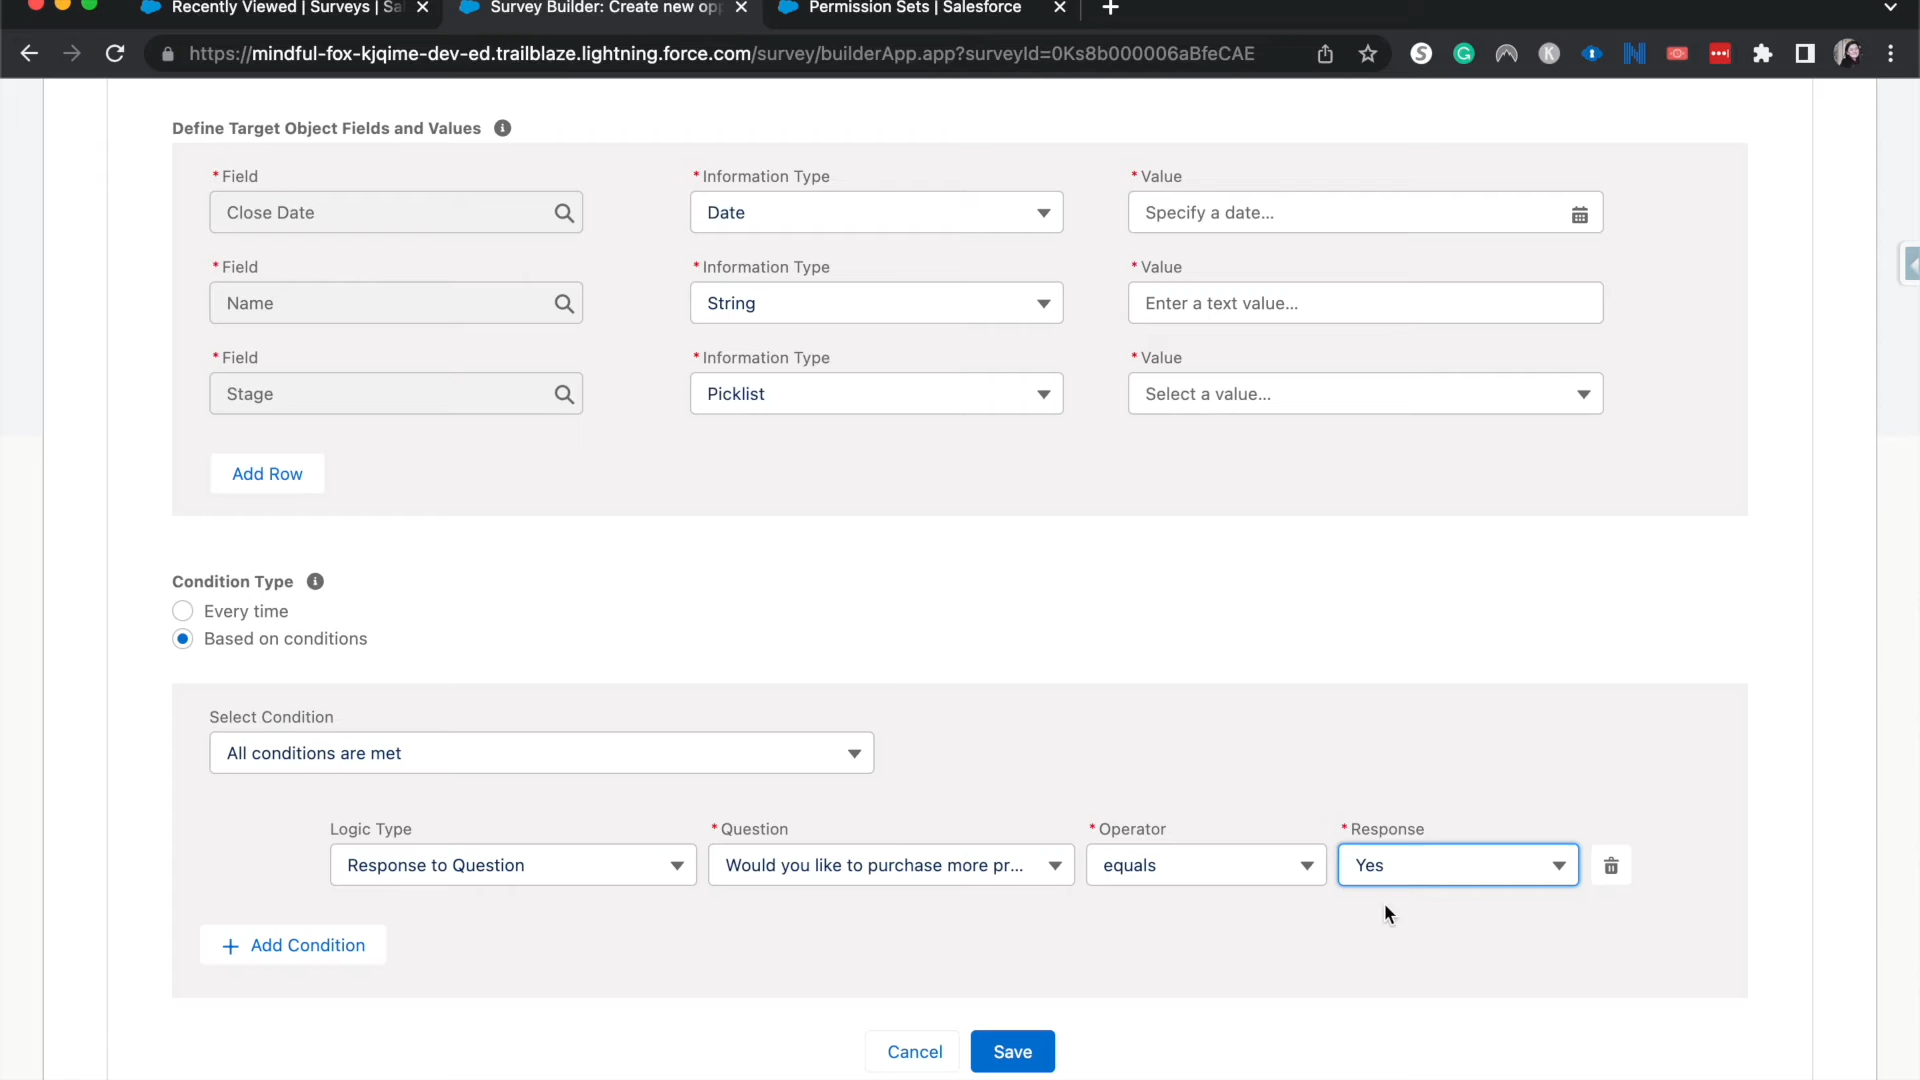 Recently Viewed | Surveys | Sa
Survey Builder: Create new opp
Permission Sets | Salesforce
https://mindful-fox-kjqime-dev-ed.trailblaze.lightning.force.com/survey/builderApp.app?surveyId=0Ks8b000006aBfeCAE
Define Target Object Fields and Values
* Field
* Information Type
* Value
Close Date
Date
Specify a date...
* Field
* Information Type
* Value
Name
String
Enter a text value...
* Field
* Information Type
* Value
Stage
Picklist
Select a value...
Add Row
Condition Type
Every time
Based on conditions
Select Condition
All conditions are met
Logic Type
* Question
* Operator
* Response
Response to Question
Would you like to purchase more pr...
equals
Yes
+ Add Condition
Cancel
Save